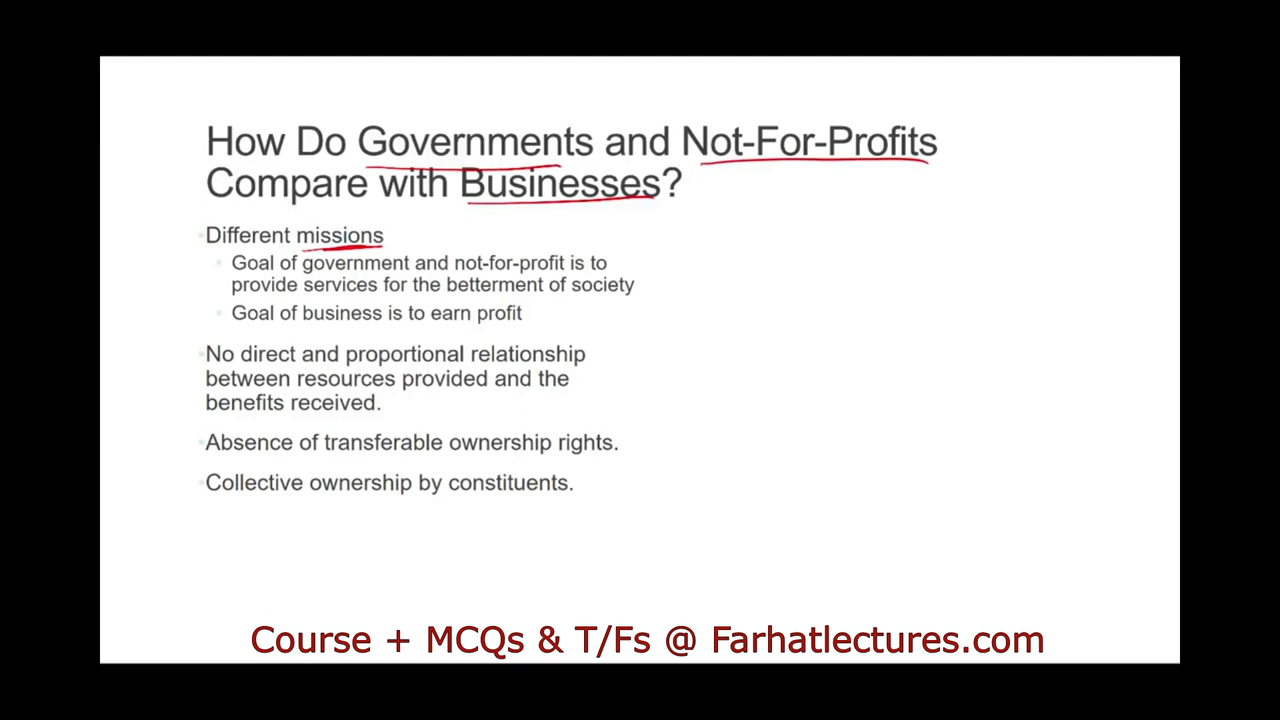 How Do Governments and Not-For-Profits
Compare with Businesses?
Different missions
Goal of government and not-for-profit is to
provide services for the betterment of society
Goal of business is to earn profit
No direct and proportional relationship
between resources provided and the
benefits received.
Absence of transferable ownership rights.
Collective ownership by constituents.
Course + MCQs & T/Fs @ Farhatlectures.com